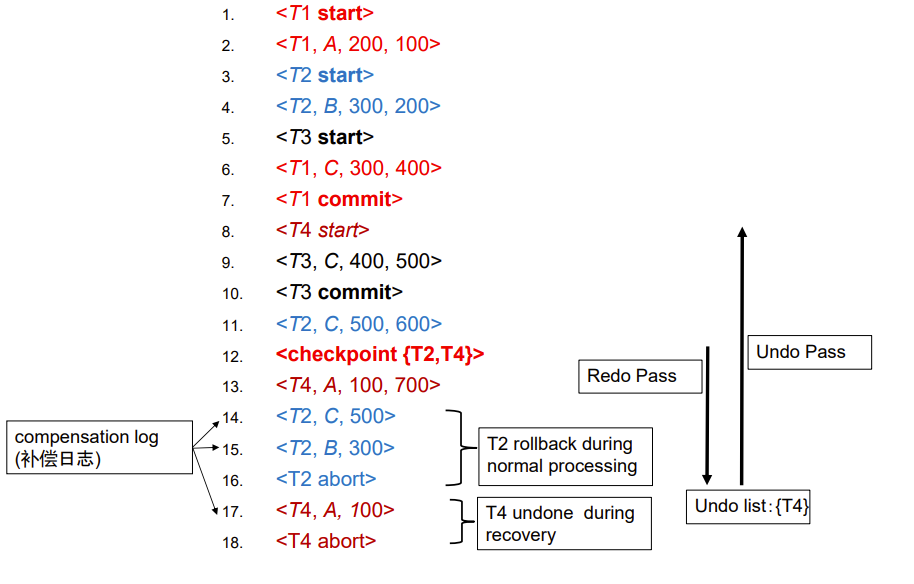 1. <T1 start>
2. <T1, A, 200, 100>
3. <T2 start>
4. <T2, B, 300, 200>
5. <T3 start>
6. <T1, C, 300, 400>
7. <T1 commit>
8. <T4 start>
9. <T3, C, 400, 500>
10. <T3 commit>
11. <T2, C, 500, 600>
12. <checkpoint {T2,T4}>
13. <T4, A, 100, 700>
14. <T2, C, 500>
15. <T2, B, 300>
16. <T2 abort>
17. <T4, A, 100>
18. <T4 abort>
compensation log
(补偿日志)
T2 rollback during
normal processing
T4 undone during
recovery
Redo Pass
Undo Pass
Undo list: {T4}